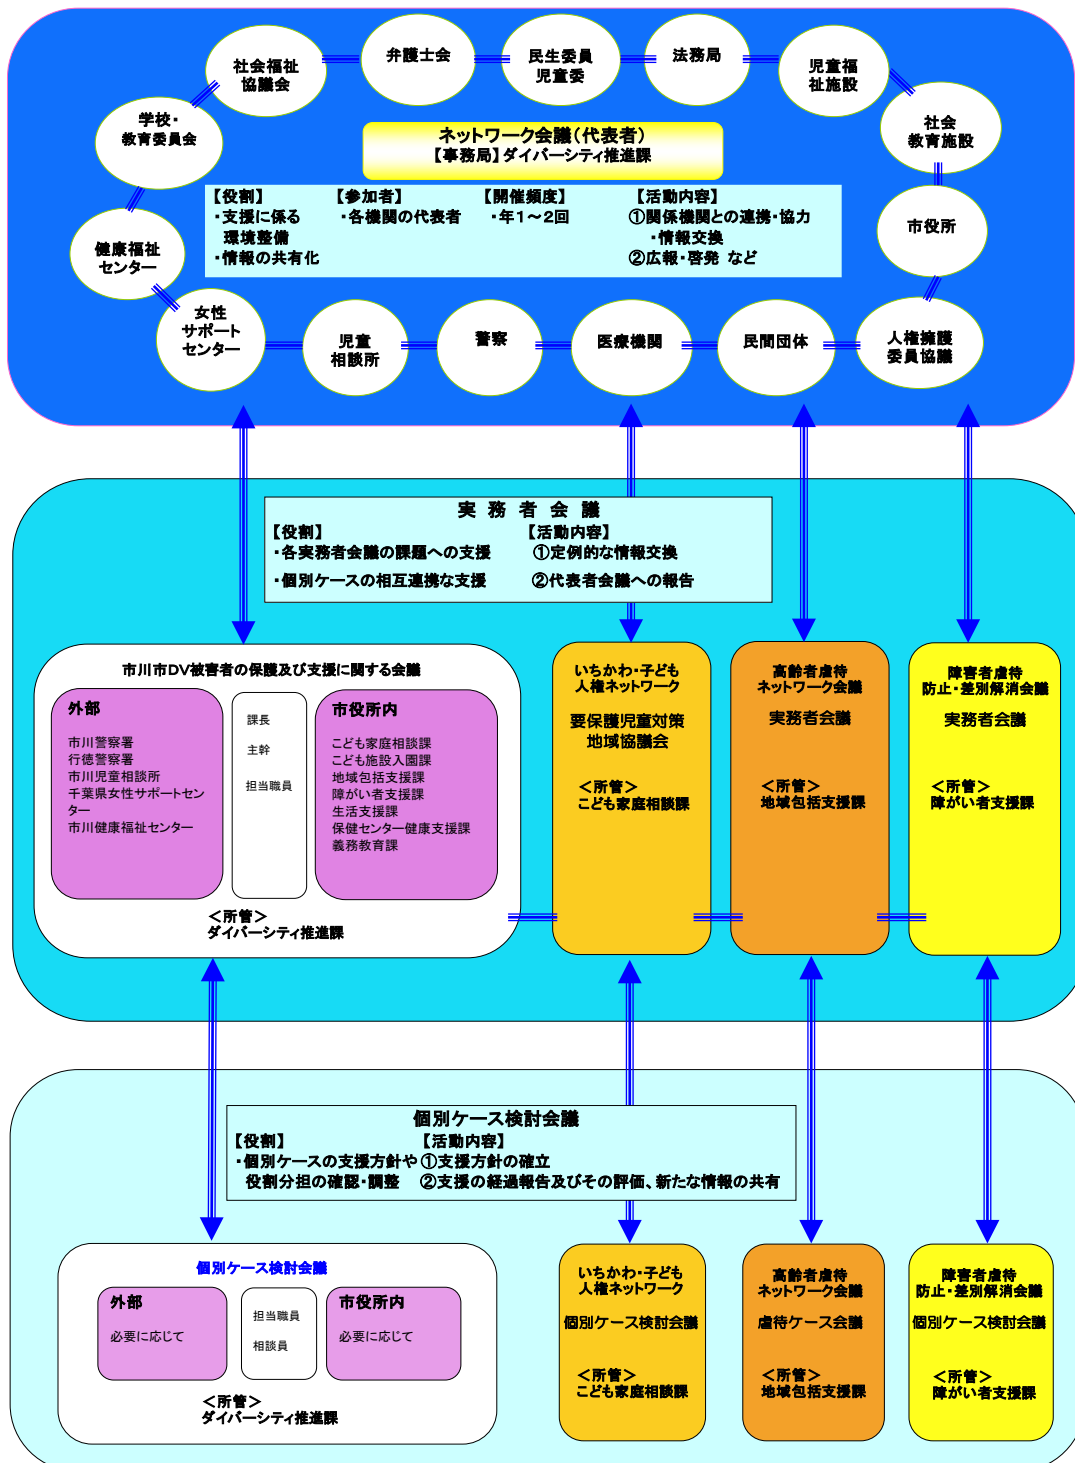 社会福祉
協議会
弁護士会
民生委員
児童委
法務局
児童福
祉施設
学校・
教育委員会
社会
教育施設
ネットワーク会議(代表者)
【事務局】ダイバーシティ推進課
【役割】
・支援に係る
環境整備
・情報の共有化
【参加者】
・各機関の代表者
【開催頻度】
・年1～2回
【活動内容】
①関係機関との連携・協力
・情報交換
②広報・啓発 など
健康福祉
センター
市役所
女性
サポート
センター
児童
相談所
警察
医療機関
民間団体
人権擁護
委員協議
実 務 者 会 議
【役割】
・各実務者会議の課題への支援
・個別ケースの相互連携な支援
【活動内容】
①定例的な情報交換
②代表者会議への報告
市川市DV被害者の保護及び支援に関する会議
外部
市川警察署
行徳警察署
市川児童相談所
千葉県女性サポートセン
ター
市川健康福祉センター
課長
主幹
担当職員
市役所内
こども家庭相談課
こども施設入園課
地域包括支援課
障がい者支援課
生活支援課
保健センター健康支援課
義務教育課
＜所管＞
ダイバーシティ推進課
いちかわ・子ども
人権ネットワーク
要保護児童対策
地域協議会
＜所管＞
こども家庭相談課
高齢者虐待
ネットワーク会議
実務者会議
＜所管＞
地域包括支援課
障害者虐待
防止・差別解消会議
実務者会議
＜所管＞
障がい者支援課
個別ケース検討会議
【役割】
・個別ケースの支援方針や
役割分担の確認・調整
【活動内容】
①支援方針の確立
②支援の経過報告及びその評価、新たな情報の共有
個別ケース検討会議
外部
必要に応じて
担当職員
相談員
市役所内
必要に応じて
＜所管＞
ダイバーシティ推進課
いちかわ・子ども
人権ネットワーク
個別ケース検討会議
＜所管＞
こども家庭相談課
高齢者虐待
ネットワーク会議
虐待ケース会議
＜所管＞
地域包括支援課
障害者虐待
防止・差別解消会議
個別ケース検討会議
＜所管＞
障がい者支援課